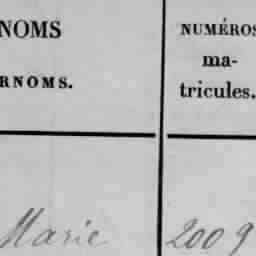 NOMS
RNOMS.
NUMÉROS
ma-
tricules.
Marie 2009